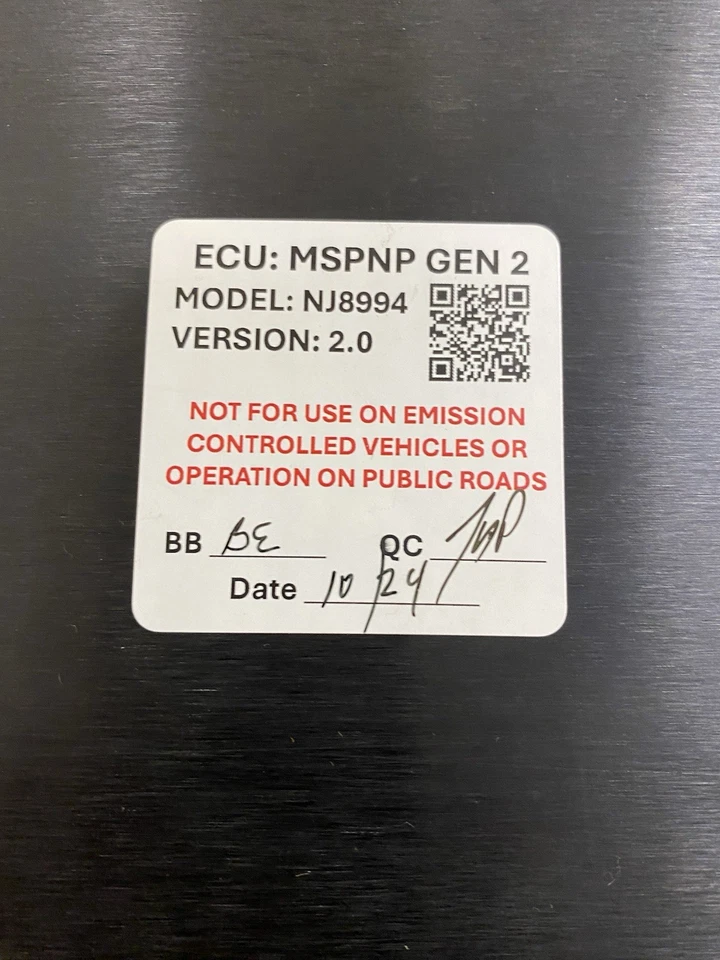 ECU: MSPNP GEN 2
MODEL: NJ8994
VERSION: 2.0
NOT FOR USE ON EMISSION
CONTROLLED VEHICLES OR
OPERATION ON PUBLIC ROADS
BB BE QC
Date 10/24